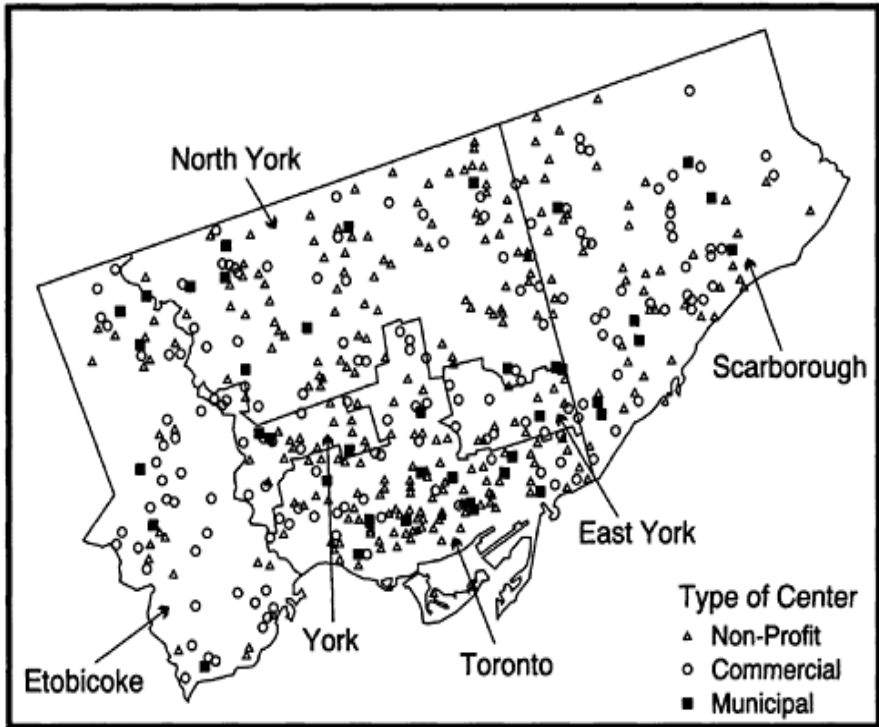 North York
Scarborough
East York
York
Toronto
Etobicoke
Type of Center
Non-Profit
Commercial
Municipal